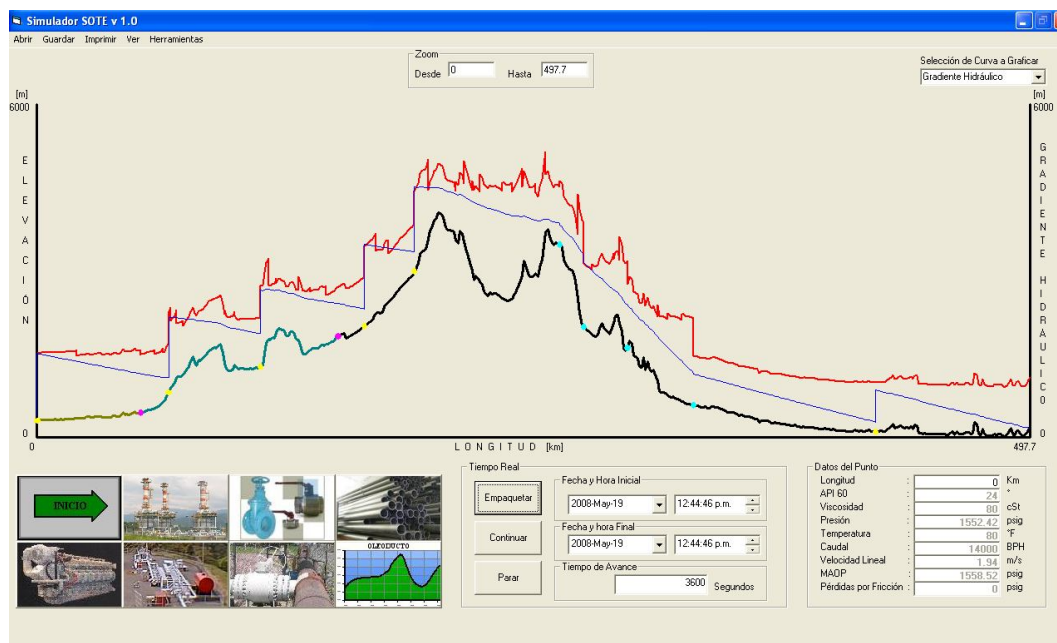 Simulador SOTE v 1.0
Abrir Guardar Imprimir Ver Herramientas
Zoom
Desde 0 Hasta 497.7
Selección de Curva a Graficar
Gradiente Hidráulico
[m]
6000
[m]
6000
ELEVACIÓN
GRADIENTE HIDRAULICO
0
0
0
LONGITUD [km]
497.7
INICIO
OLEODUCTO
Tiempo Real
Empaquetar
Continuar
Parar
Fecha y Hora Inicial
2008-May-19 12:44:46 p.m.
Fecha y hora Final
2008-May-19 12:44:46 p.m.
Tiempo de Avance
3600 Segundos
Datos del Punto
Longitud : 0 Km
API 60 : 24 °
Viscosidad : 80 cSt
Presión : 1552.42 psig
Temperatura : 80 °F
Caudal : 14000 BPH
Velocidad Lineal : 1.94 m/s
MAOP : 1558.52 psig
Pérdidas por Fricción : 0 psig